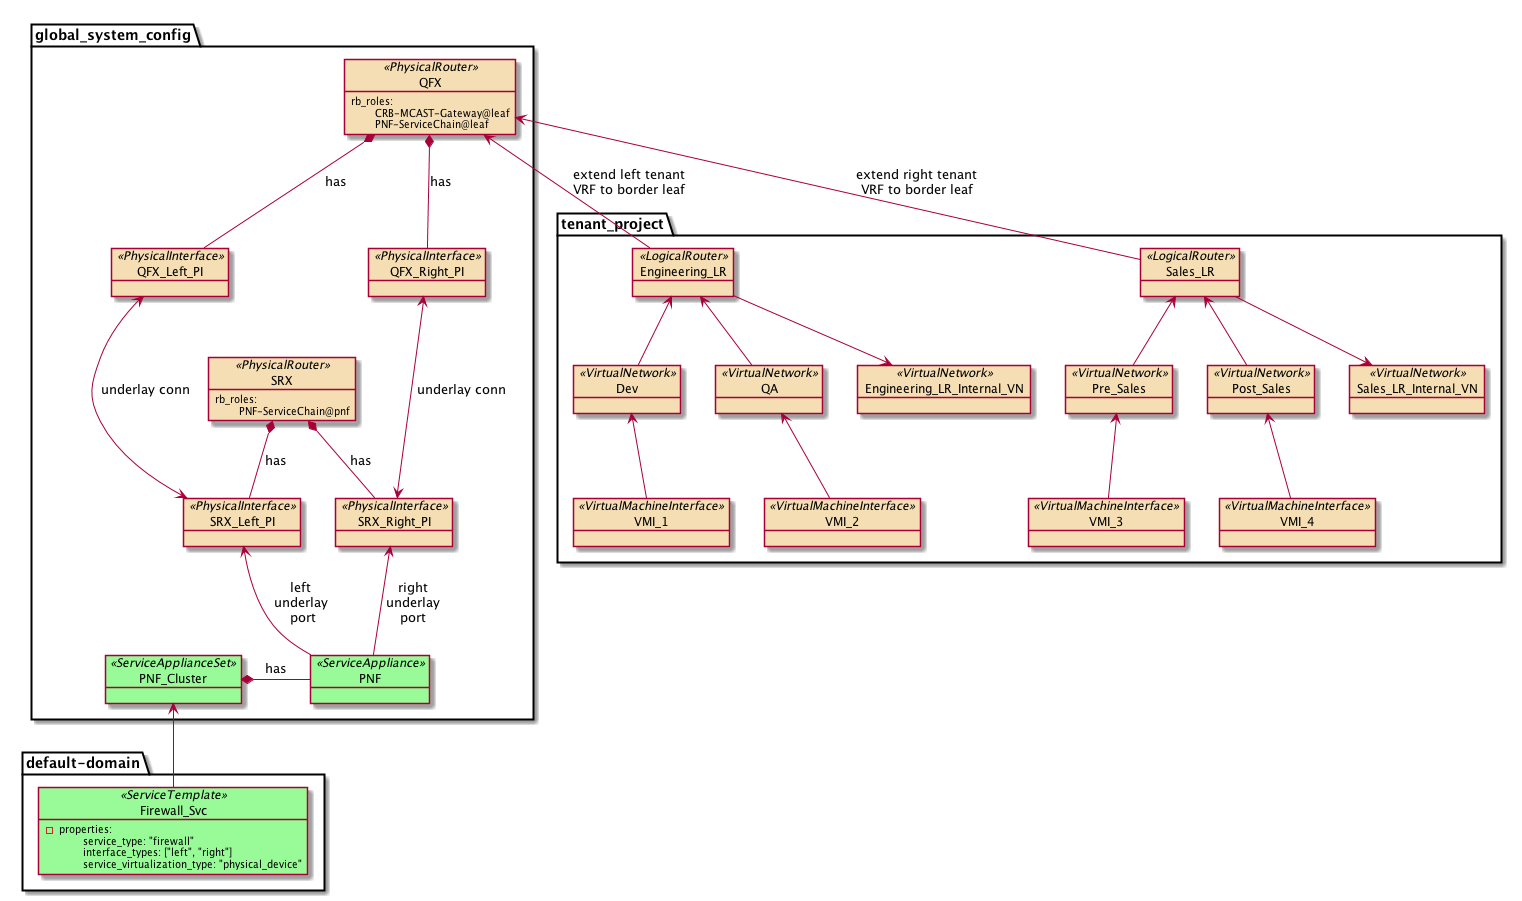 global_system_config
«PhysicalRouter»
QFX
rb_roles:
CRB-MCAST-Gateway@leaf
PNF-ServiceChain@leaf
has
has
extend left tenant
VRF to border leaf
extend right tenant
VRF to border leaf
tenant_project
«PhysicalInterface»
QFX_Left_PI
«PhysicalInterface»
QFX_Right_PI
«LogicalRouter»
Engineering_LR
«LogicalRouter»
Sales_LR
«PhysicalRouter»
SRX
rb_roles:
PNF-ServiceChain@pnf
underlay conn
underlay conn
«VirtualNetwork»
Dev
«VirtualNetwork»
QA
«VirtualNetwork»
Engineering_LR_Internal_VN
«VirtualNetwork»
Pre_Sales
«VirtualNetwork»
Post_Sales
«VirtualNetwork»
Sales_LR_Internal_VN
has
has
«PhysicalInterface»
SRX_Left_PI
«PhysicalInterface»
SRX_Right_PI
«VirtualMachineInterface»
VMI_1
«VirtualMachineInterface»
VMI_2
«VirtualMachineInterface»
VMI_3
«VirtualMachineInterface»
VMI_4
left
underlay
port
right
underlay
port
«ServiceApplianceSet»
PNF_Cluster
has
«ServiceAppliance»
PNF
default-domain
«ServiceTemplate»
Firewall_Svc
properties:
service_type: "firewall"
interface_types: ["left", "right"]
service_virtualization_type: "physical_device"